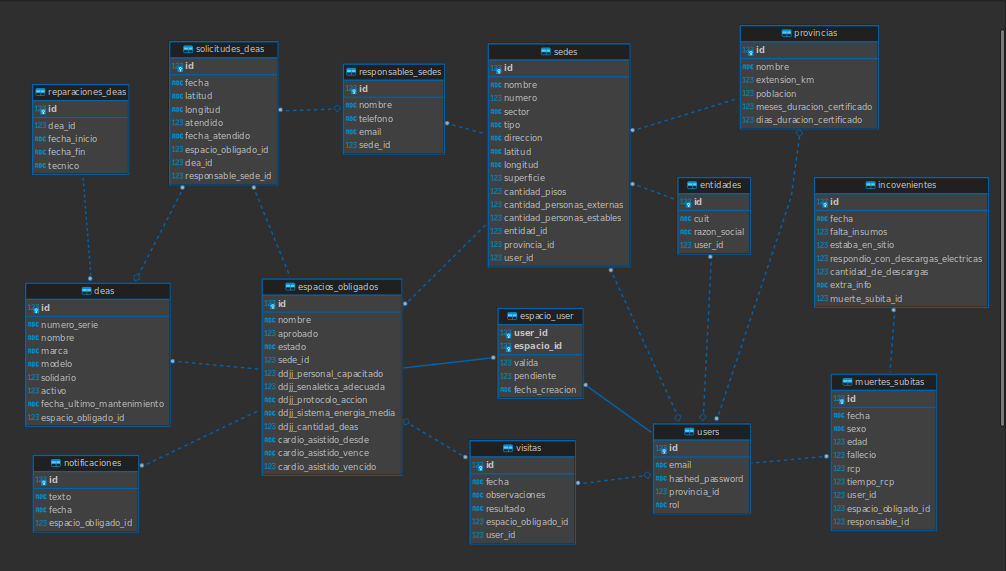 reparaciones_deas
id
dea_id
fecha_inicio
fecha_fin
tecnico
solicitudes_deas
id
fecha
latitud
longitud
atendido
fecha_atendido
espacio_obligado_id
dea_id
responsable_sede_id
responsables_sedes
id
nombre
telefono
email
sede_id
sedes
id
nombre
numero
sector
tipo
direccion
latitud
longitud
superficie
cantidad_pisos
cantidad_personas_externas
cantidad_personas_estables
entidad_id
provincia_id
user_id
provincias
id
nombre
extension_km
poblacion
meses_duracion_certificado
dias_duracion_certificado
entidades
id
cuit
razon_social
user_id
incovenientes
id
fecha
falta_insumos
estaba_en_sitio
respondio_con_descargas_electricas
cantidad_de_descargas
extra_info
muerte_subita_id
deas
id
numero_serie
nombre
marca
modelo
solidario
activo
fecha_ultimo_mantenimiento
espacio_obligado_id
espacios_obligados
id
nombre
aprobado
estado
sede_id
ddjj_personal_capacitado
ddjj_senaletica_adecuada
ddjj_protocolo_accion
ddjj_sistema_energia_media
ddjj_cantidad_deas
cardio_asistido_desde
cardio_asistido_vence
cardio_asistido_vencido
espacio_user
user_id
espacio_id
valida
pendiente
fecha_creacion
muertes_subitas
id
fecha
sexo
edad
fallecio
rcp
tiempo_rcp
user_id
espacio_obligado_id
responsable_id
users
id
email
hashed_password
provincia_id
rol
visitas
id
fecha
observaciones
resultado
espacio_obligado_id
user_id
notificaciones
id
texto
fecha
espacio_obligado_id